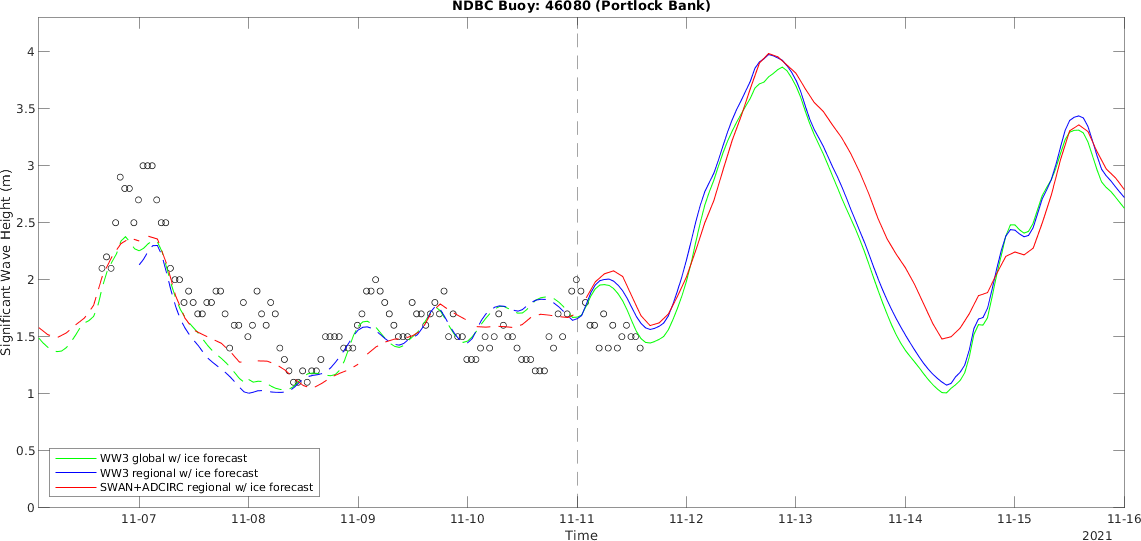 NDBC Buoy: 46080 (Portlock Bank)
Significant Wave Height (m)
4
3.5
3
2.5
2
1.5
1
0.5
0
WW3 global w/ ice forecast
WW3 regional w/ ice forecast
SWAN+ADCIRC regional w/ ice forecast
11-07 11-08 11-09 11-10 11-11 11-12 11-13 11-14 11-15 11-16
Time
2021